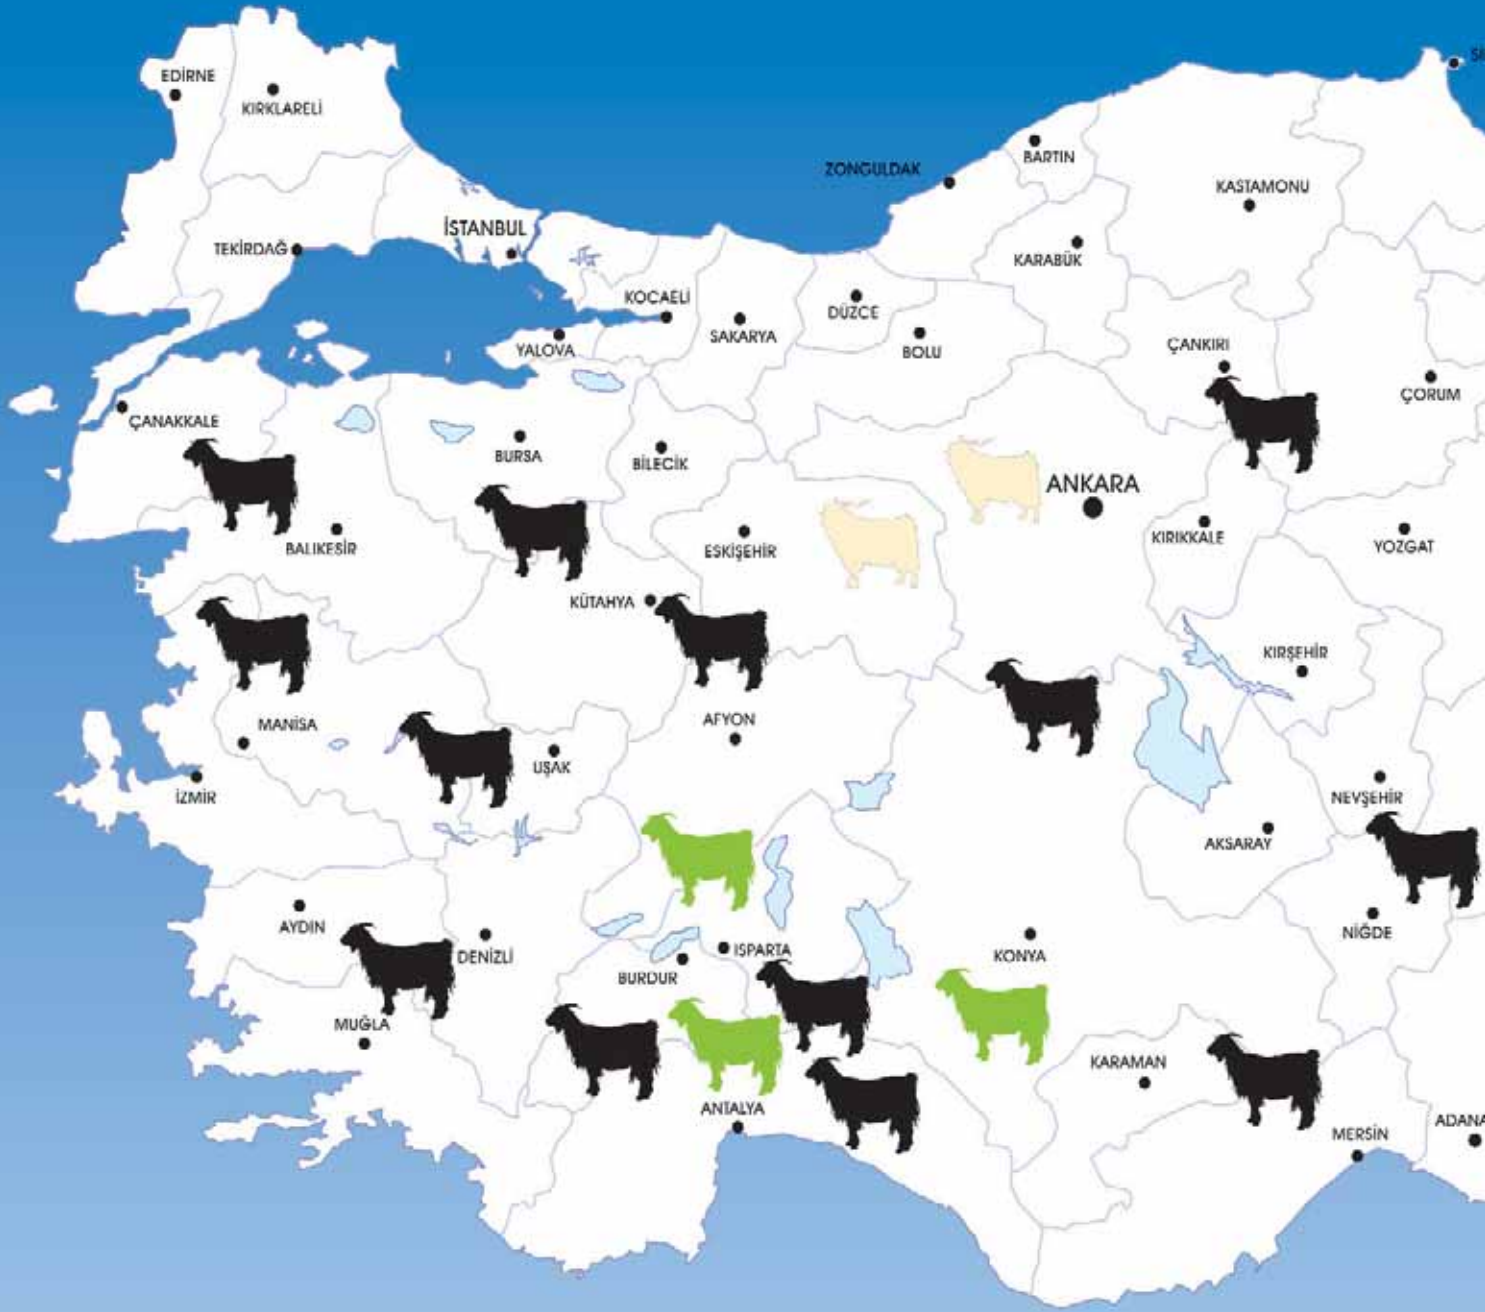 Sİ
EDİRNE
KIRKLARELİ
BARTIN
ZONGULDAK
KASTAMONU
İSTANBUL
TEKİRDAĞ
KARABÜK
KOCAELİ
DÜZCE
SAKARYA
YALOVA
BOLU
ÇANKIRI
ÇORUM
ÇANAKKALE
BURSA
BİLECİK
ANKARA
BALIKESİR
ESKİŞEHİR
KIRIKKALE
YOZGAT
KÜTAHYA
KIRŞEHİR
MANİSA
AFYON
UŞAK
İZMİR
NEVŞEHİR
AKSARAY
AYDIN
DENİZLİ
ISPARTA
BURDUR
KONYA
NİĞDE
MUĞLA
KARAMAN
ANTALYA
MERSİN
ADANA